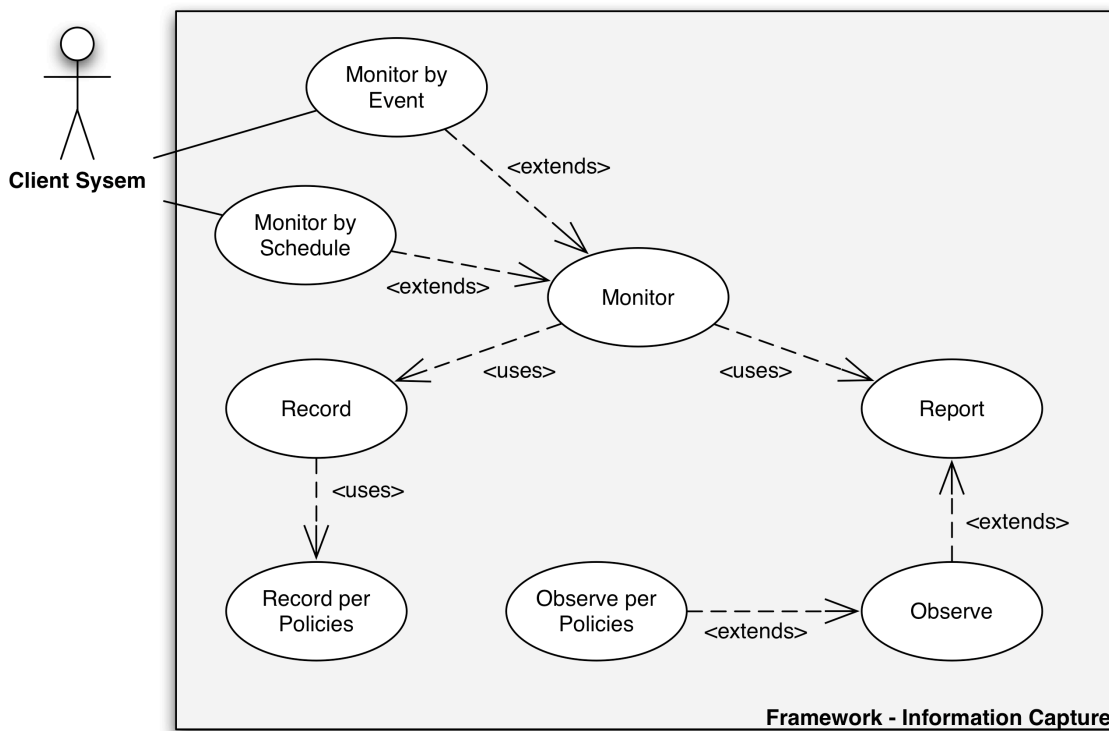 Monitor by
Event
<extends>
Client Sysem
Monitor by
Schedule
<extends>
Monitor
<uses>
<uses>
Record
Report
<uses>
<extends>
Record per
Policies
Observe per
Policies
<extends>
Observe
Framework - Information Capture